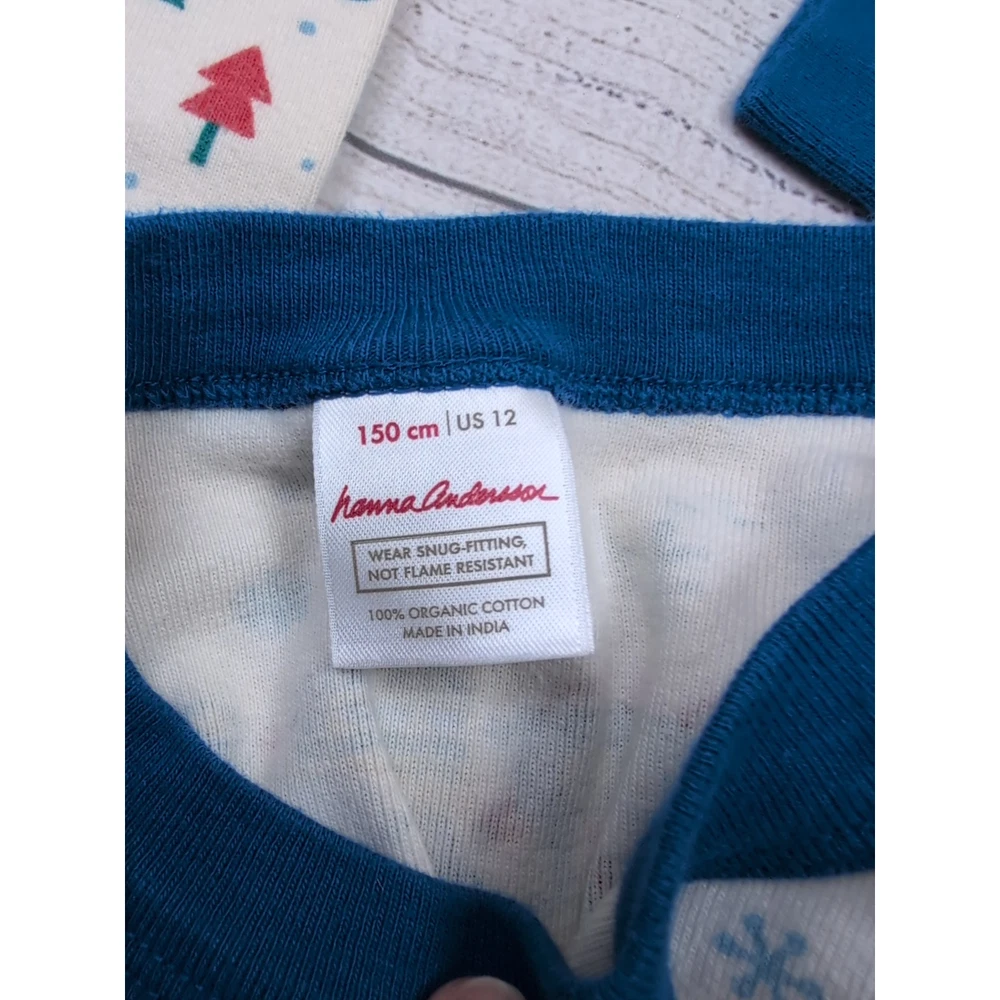 150 cm | US 12
hanna Andersson
WEAR SNUG-FITTING,
NOT FLAME RESISTANT
100% ORGANIC COTTON
MADE IN INDIA